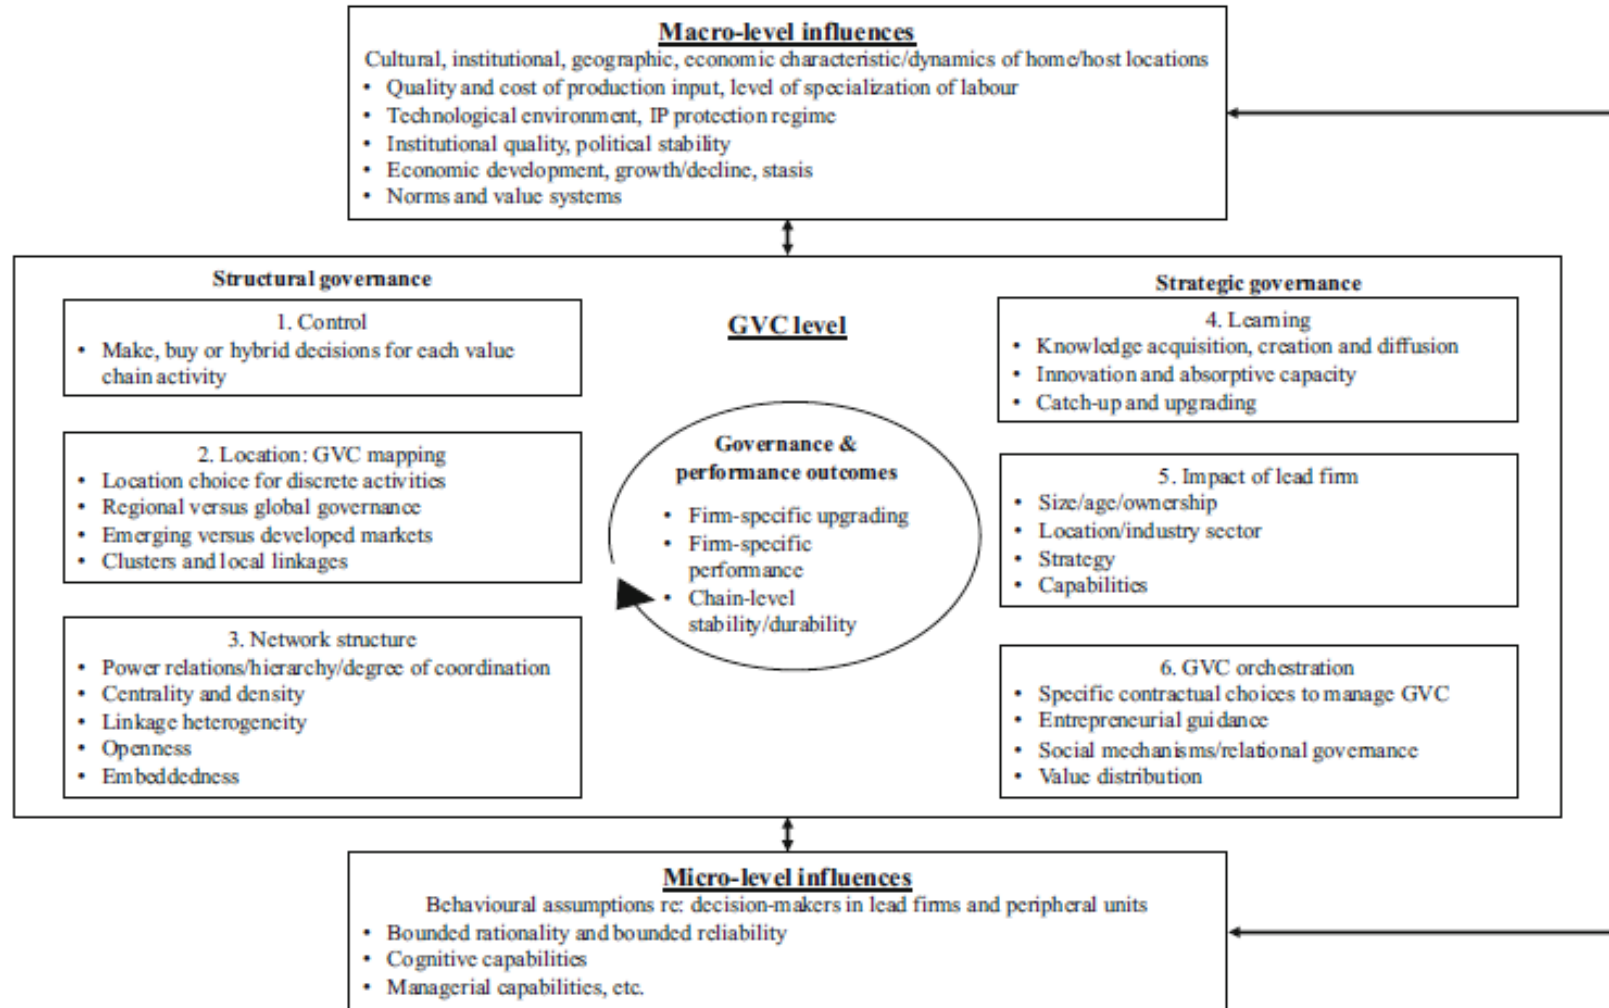 Macro-level influences
Cultural, institutional, geographic, economic characteristic/dynamics of home/host locations
• Quality and cost of production input, level of specialization of labour
• Technological environment, IP protection regime
• Institutional quality, political stability
• Economic development, growth/decline, stasis
• Norms and value systems
Structural governance
1. Control
• Make, buy or hybrid decisions for each value
chain activity
2. Location: GVC mapping
• Location choice for discrete activities
• Regional versus global governance
• Emerging versus developed markets
• Clusters and local linkages
3. Network structure
• Power relations/hierarchy/degree of coordination
• Centrality and density
• Linkage heterogeneity
• Openness
• Embeddedness
GVC level
Governance &
performance outcomes
• Firm-specific upgrading
• Firm-specific
performance
• Chain-level
stability/durability
Strategic governance
4. Learning
• Knowledge acquisition, creation and diffusion
• Innovation and absorptive capacity
• Catch-up and upgrading
5. Impact of lead firm
• Size/age/ownership
• Location/industry sector
• Strategy
• Capabilities
6. GVC orchestration
• Specific contractual choices to manage GVC
• Entrepreneurial guidance
• Social mechanisms/relational governance
• Value distribution
Micro-level influences
Behavioural assumptions re: decision-makers in lead firms and peripheral units
• Bounded rationality and bounded reliability
• Cognitive capabilities
• Managerial capabilities, etc.